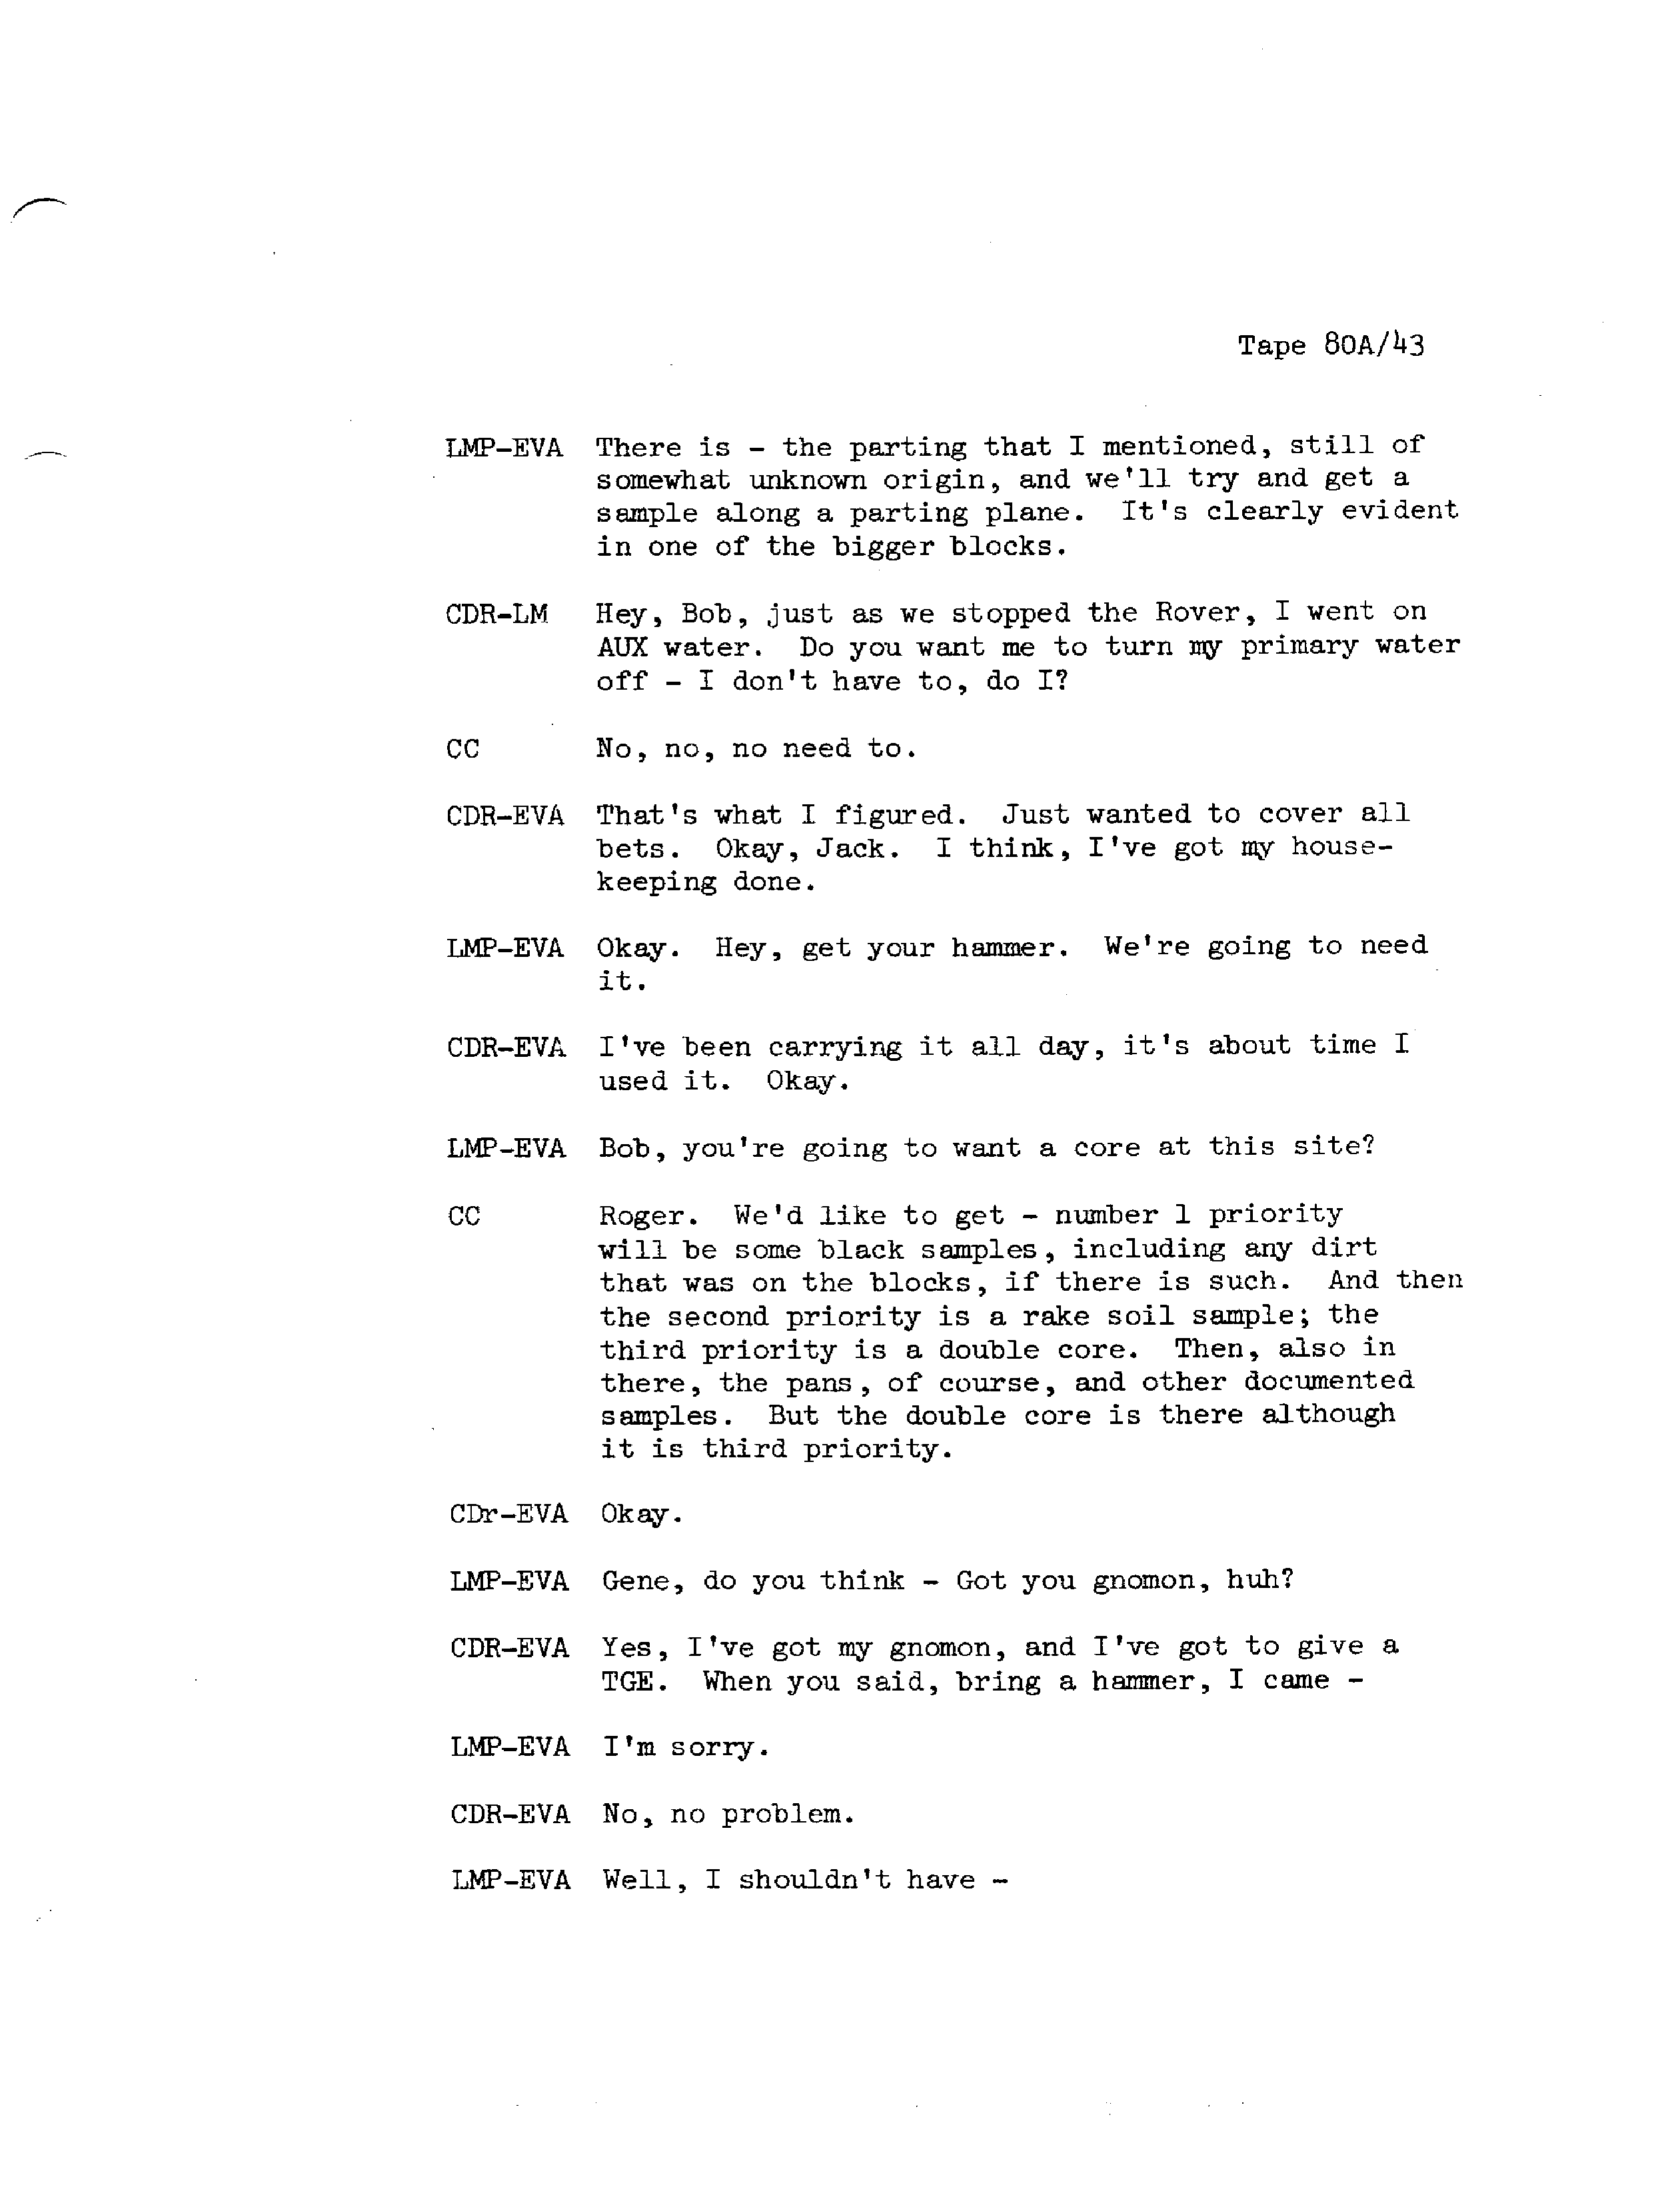 Tape 80A/43
LMP-EVA There is - the parting that I mentioned, still of
somewhat unknown origin, and we'll try and get a
sample along a parting plane. It's clearly evident
in one of the bigger blocks.
CDR-LM Hey, Bob, just as we stopped the Rover, I went on
AUX water. Do you want me to turn my primary water
off - I don't have to, do I?
CC No, no, no need to.
CDR-EVA That's what I figured. Just wanted to cover all
bets. Okay, Jack. I think, I've got my house-
keeping done.
LMP-EVA Okay. Hey, get your hammer. We're going to need
it.
CDR-EVA I've been carrying it all day, it's about time I
used it. Okay.
LMP-EVA Bob, you're going to want a core at this site?
CC Roger. We'd like to get - number 1 priority
will be some black samples, including any dirt
that was on the blocks, if there is such. And then
the second priority is a rake soil sample; the
third priority is a double core. Then, also in
there, the pans, of course, and other documented
samples. But the double core is there although
it is third priority.
CDr-EVA Okay.
LMP-EVA Gene, do you think - Got you gnomon, huh?
CDR-EVA Yes, I've got my gnomon, and I've got to give a
TGE. When you said, bring a hammer, I came -
LMP-EVA I'm sorry.
CDR-EVA No, no problem.
LMP-EVA Well, I shouldn't have -